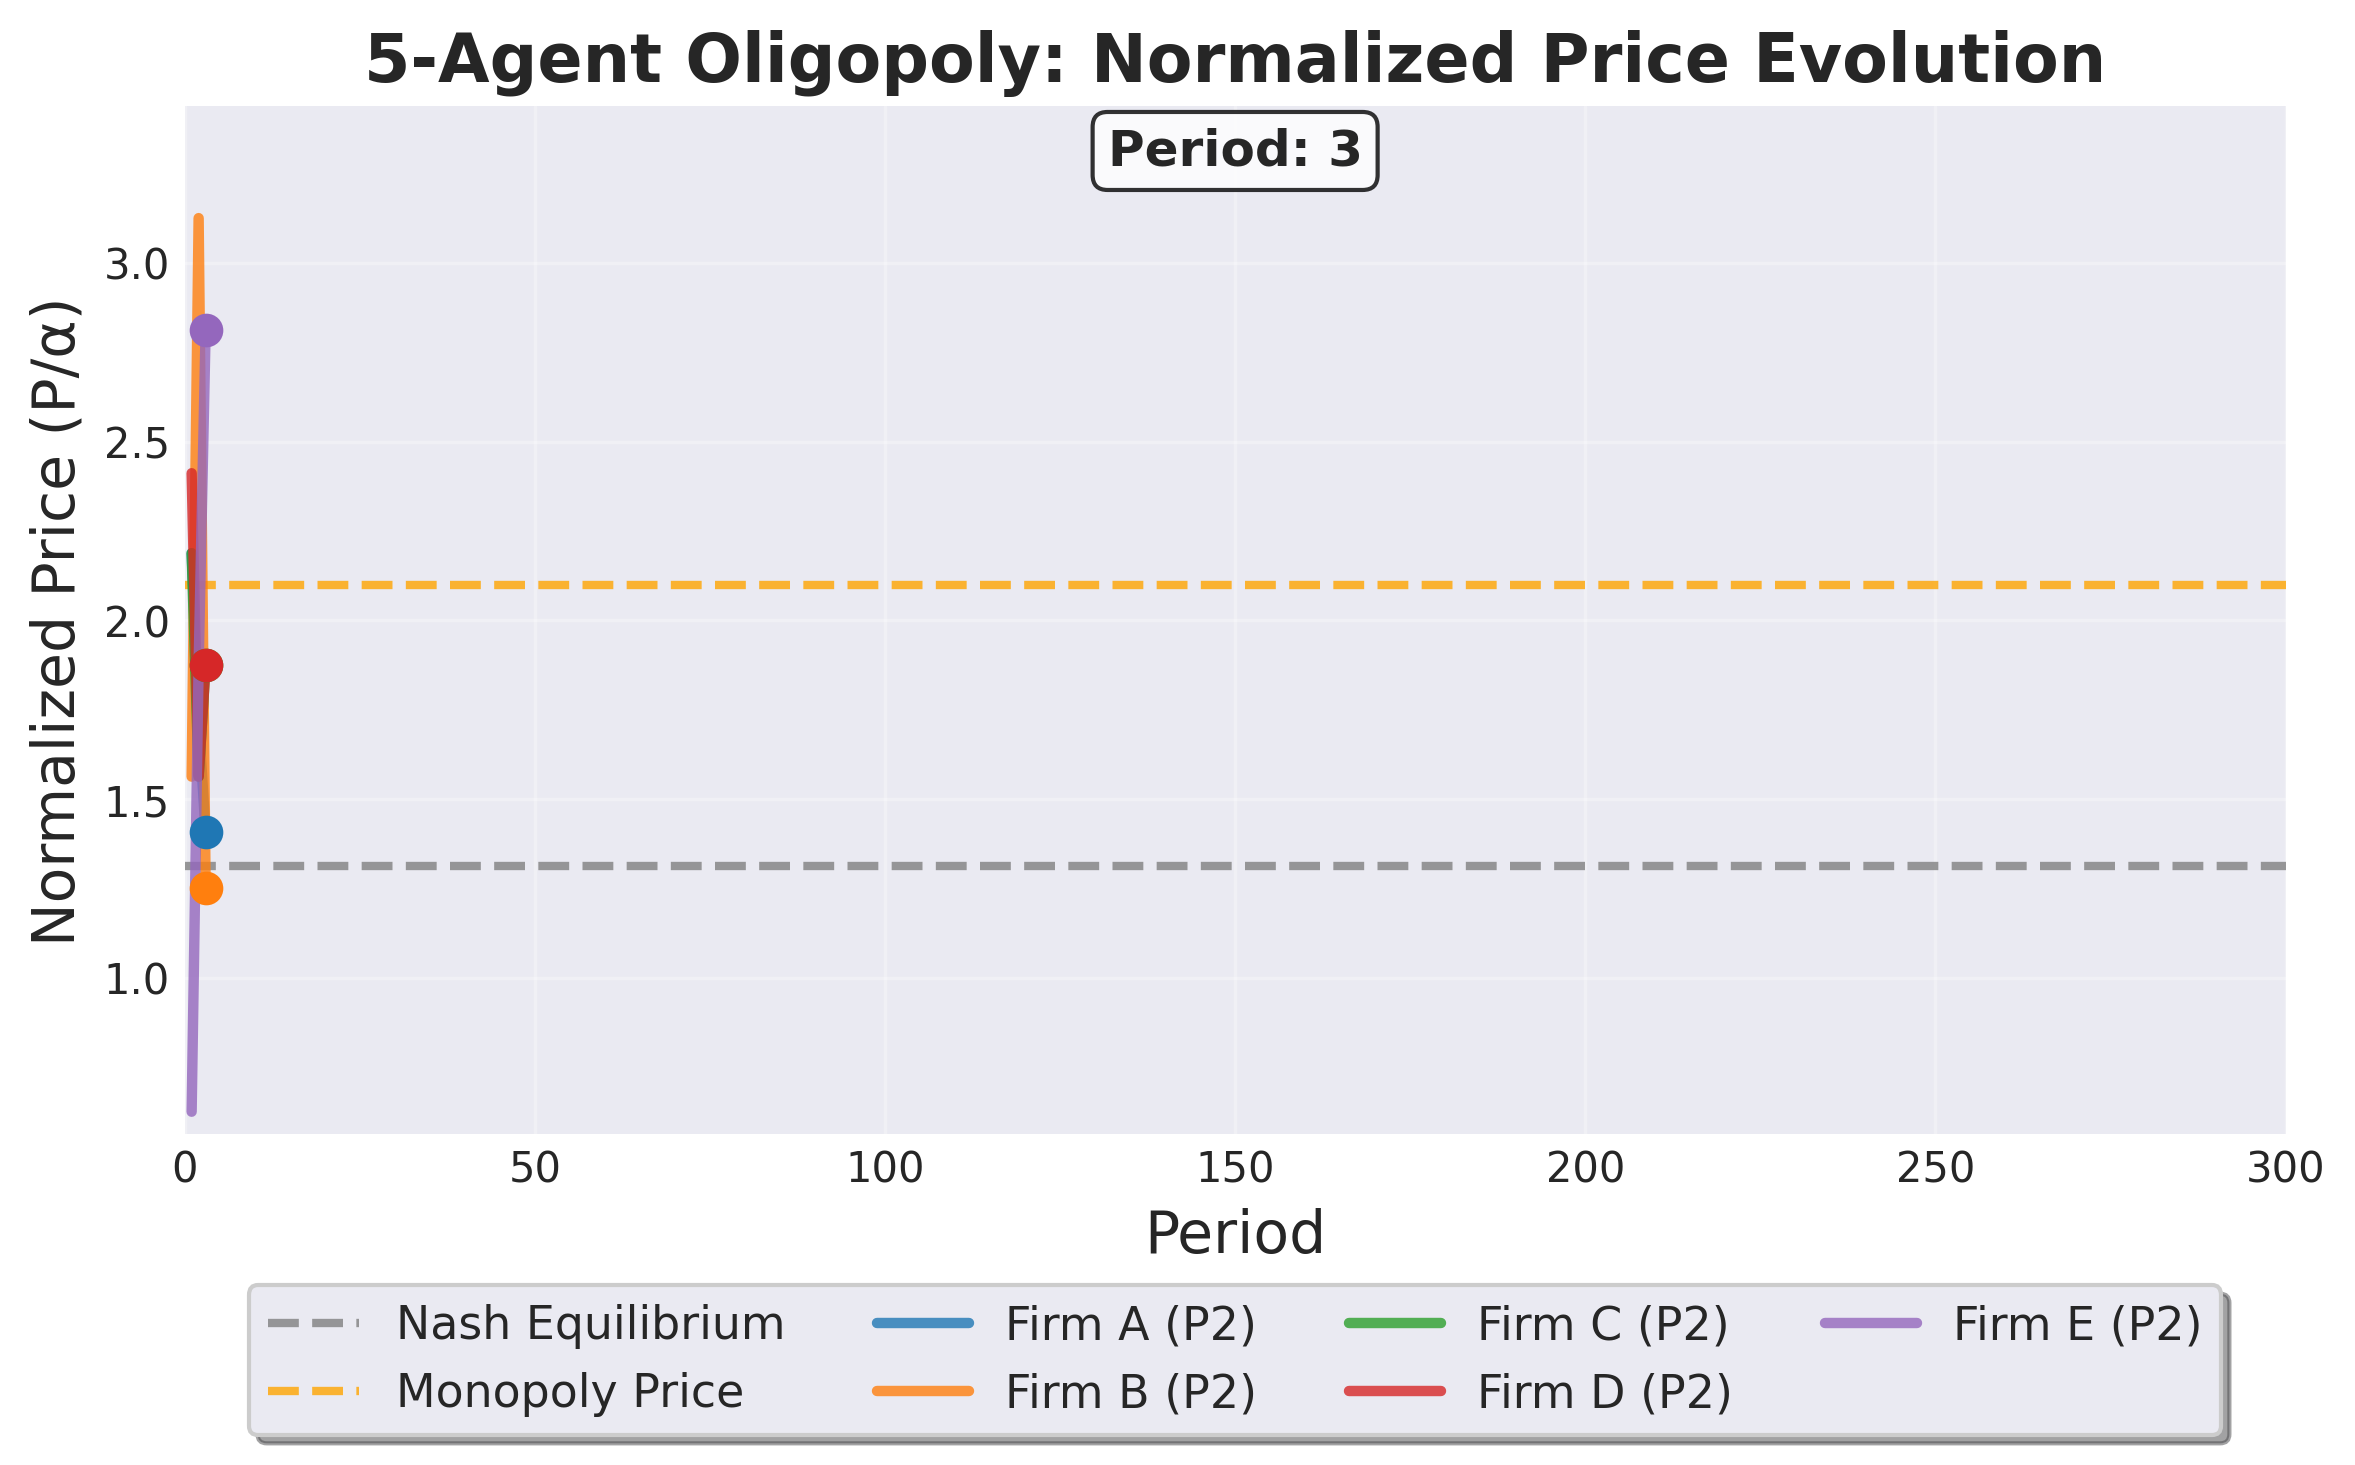 5-Agent Oligopoly: Normalized Price Evolution
Period: 3
Normalized Price (P/α)
3.0
2.5
2.0
1.5
1.0
0 50 100 150 200 250 300
Period
Nash Equilibrium Firm A (P2) Firm C (P2) Firm E (P2)
Monopoly Price Firm B (P2) Firm D (P2)